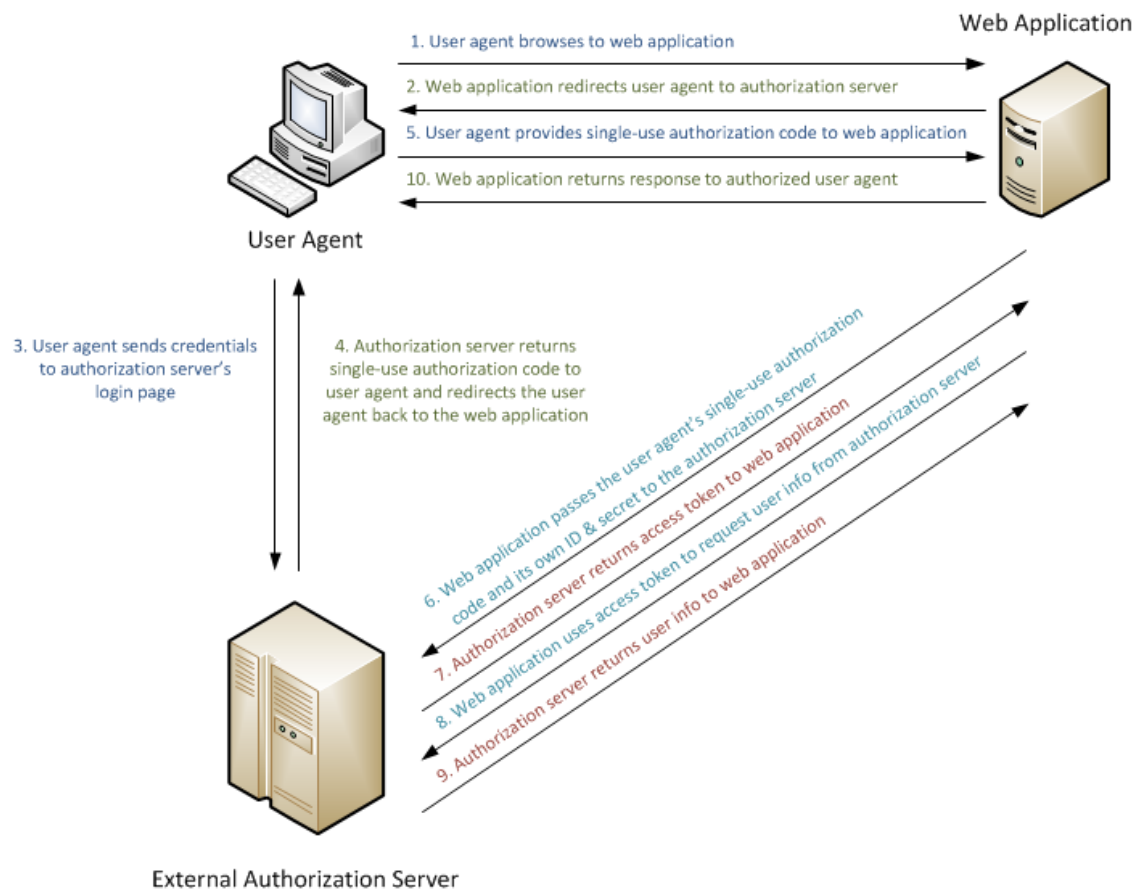 Web Application
1. User agent browses to web application
2. Web application redirects user agent to authorization server
5. User agent provides single-use authorization code to web application
10. Web application returns response to authorized user agent
User Agent
3. User agent sends credentials
to authorization server's
login page
4. Authorization server returns
single-use authorization code to
user agent and redirects the user
agent back to the web application
6. Web application passes the user agent's single-use authorization
code and its own ID & secret to the authorization server
7. Authorization server returns access token to web application
8. Web application uses access token to request user info from authorization server
9. Authorization server returns user info to web application
External Authorization Server